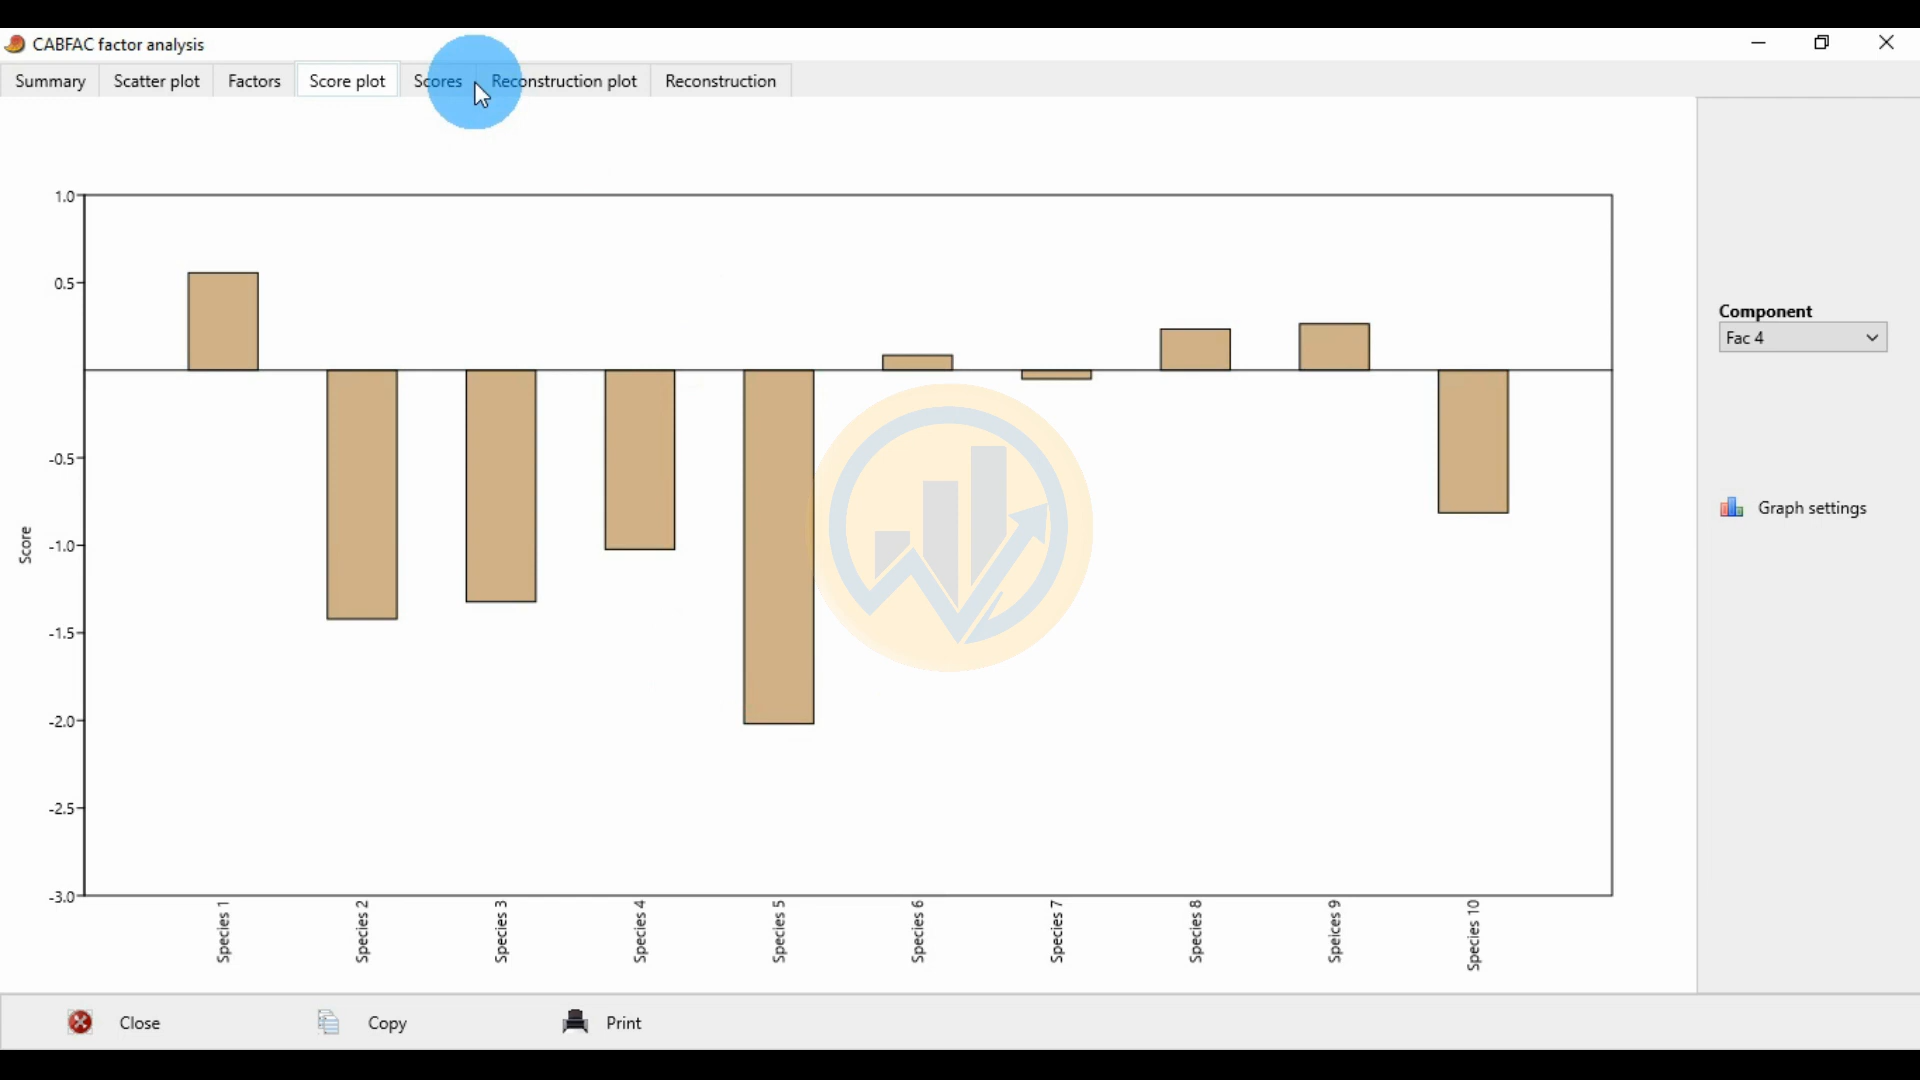 CABFAC factor analysis
Summary Scatter plot Factors Score plot Scores Reconstruction plot Reconstruction
1.0
0.5
-0.5
-1.0
-1.5
-2.0
-2.5
-3.0
Score
Species 1
Species 2
Species 3
Species 4
Species 5
Species 6
Species 7
Species 8
Speices 9
Species 10
Component
Fac 4
Graph settings
Close Copy Print